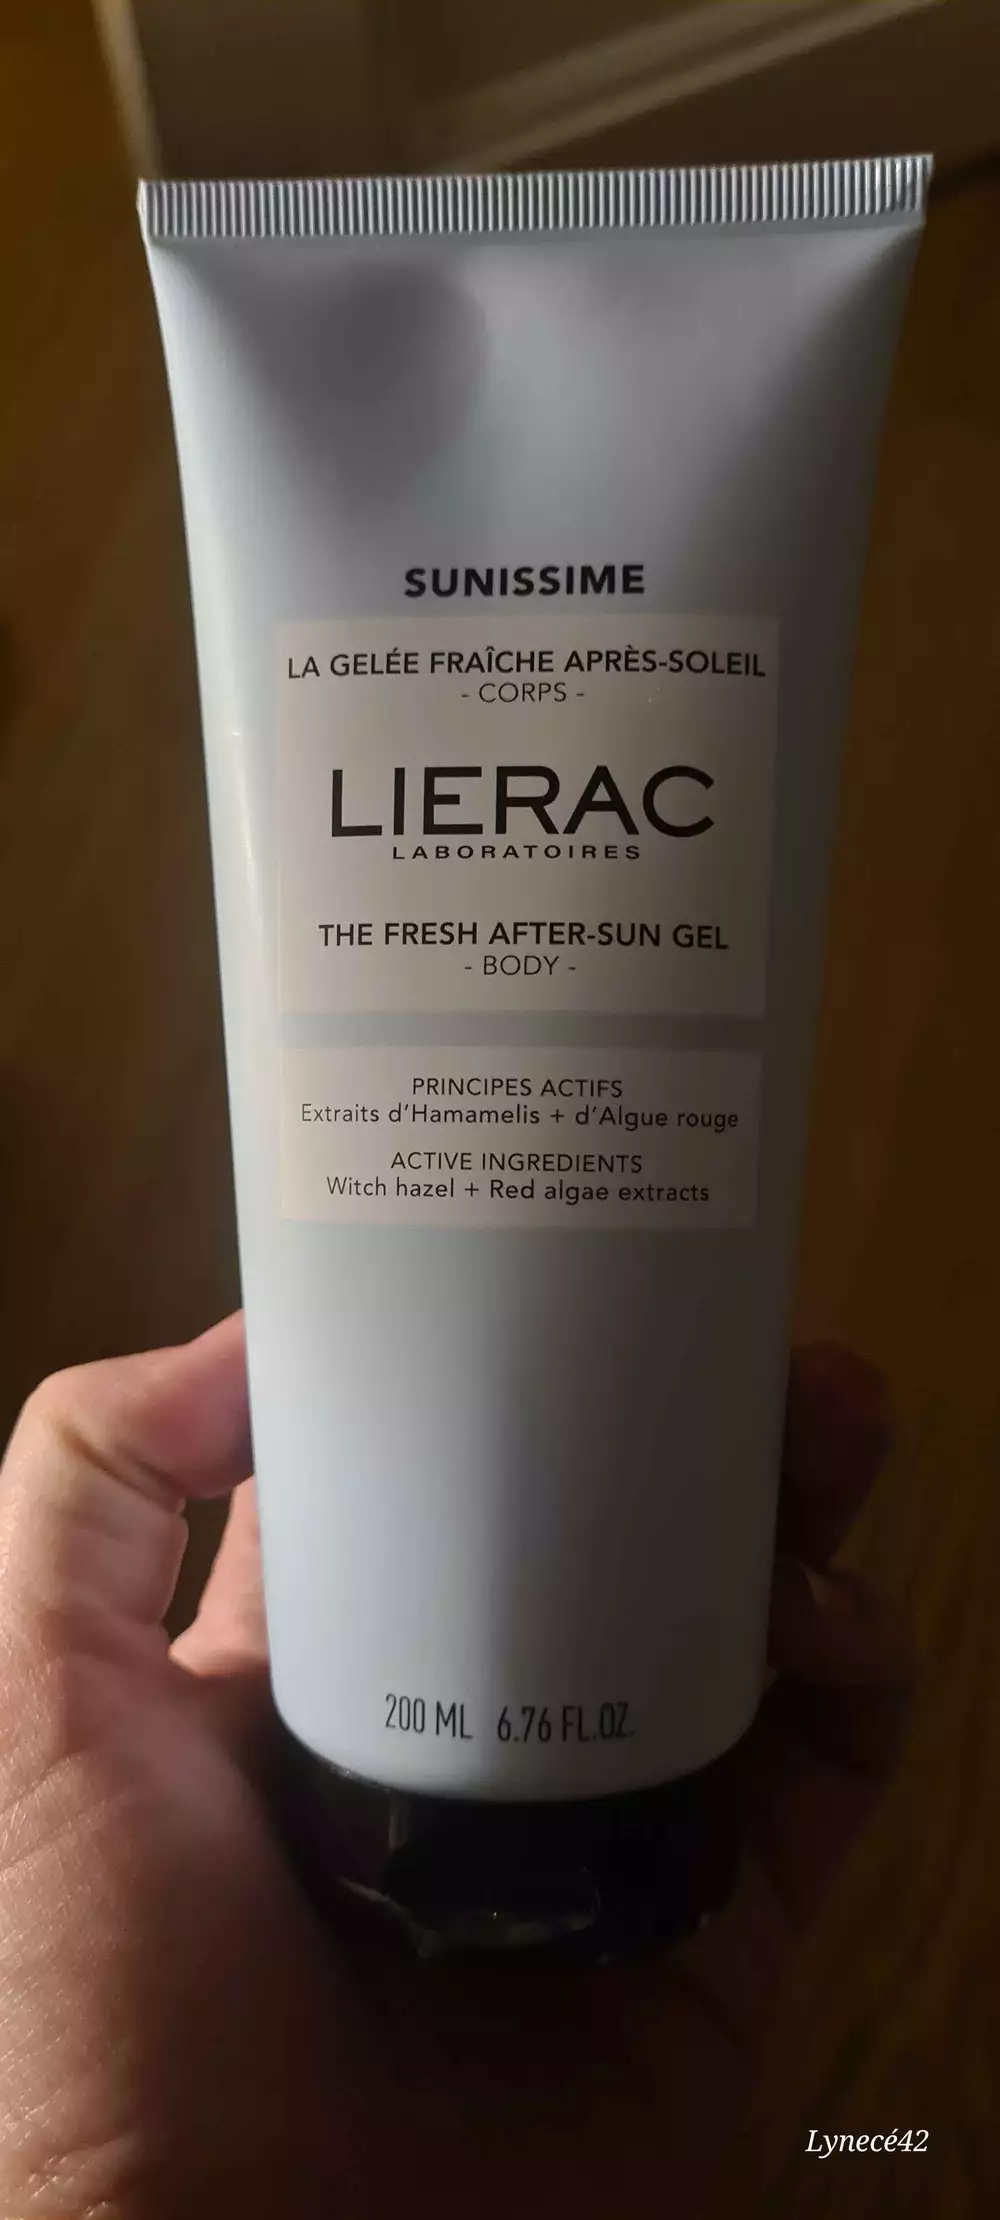 SUNISSIME
LA GELÉE FRAÎCHE APRÈS-SOLEIL
- CORPS -
LIERAC
LABORATOIRES
THE FRESH AFTER-SUN GEL
- BODY -
PRINCIPES ACTIFS
Extraits d'Hamamelis + d'Algue rouge
ACTIVE INGREDIENTS
Witch hazel + Red algae extracts
200 ML 6.76 FL.OZ.
Lynecé42